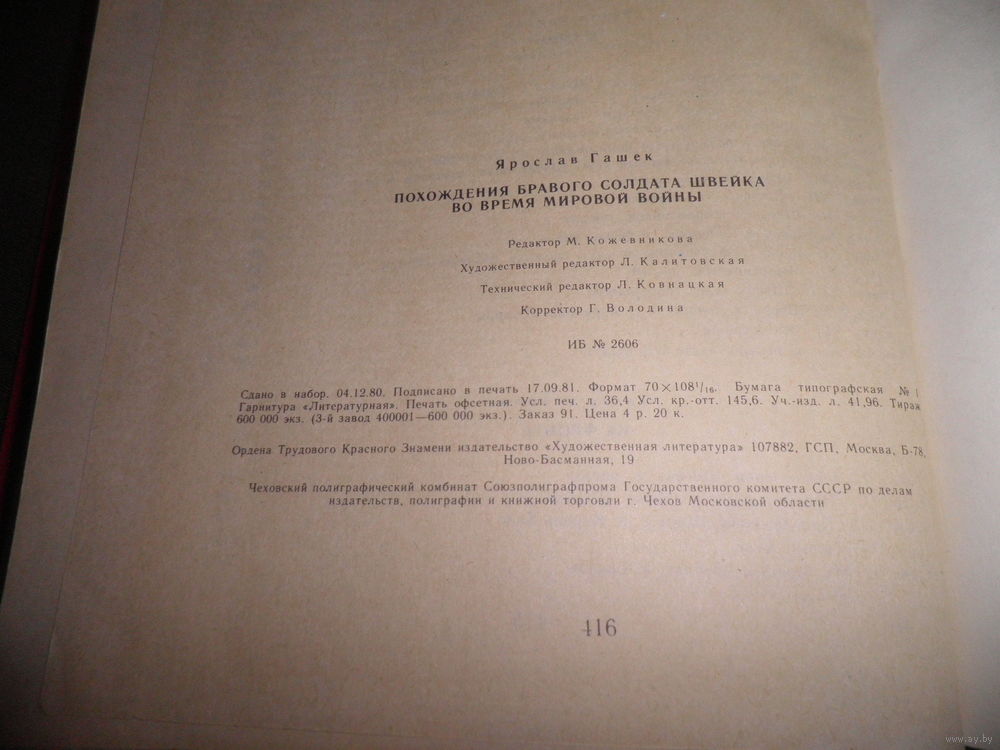 Ярослав Гашек
ПОХОЖДЕНИЯ БРАВОГО СОЛДАТА ШВЕЙКА
ВО ВРЕМЯ МИРОВОЙ ВОЙНЫ
Редактор М. Кожевникова
Художественный редактор Л. Калитовская
Технический редактор Л. Ковнацкая
Корректор Г. Володина
ИБ № 2606
Сдано в набор. 04.12.80. Подписано в печать 17.09.81. Формат 70×108¹/₁₆. Бумага типографская № 1
Гарнитура «Литературная». Печать офсетная. Усл. печ. л. 36,4 Усл. кр.-отт. 145,6. Уч.-изд. л. 41,96. Тираж
600 000 экз. (3-й завод 400001—600 000 экз.). Заказ 91. Цена 4 р. 20 к.
Ордена Трудового Красного Знамени издательство «Художественная литература» 107882, ГСП, Москва, Б-78,
Ново-Басманная, 19
Чеховский полиграфический комбинат Союзполиграфпрома Государственного комитета СССР по делам
издательств, полиграфии и книжной торговли г. Чехов Московской области
416
www.ay.by